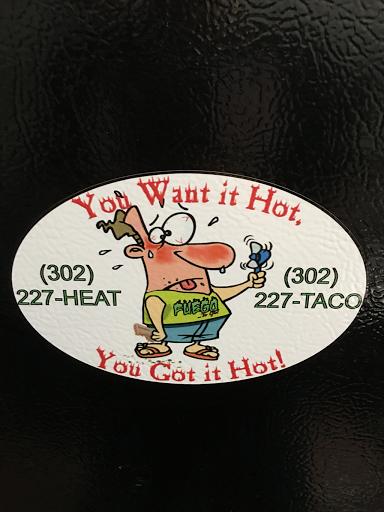 You Want it Hot,
(302)
227-HEAT
(302)
227-TACO
FUEGO
You Got it Hot!